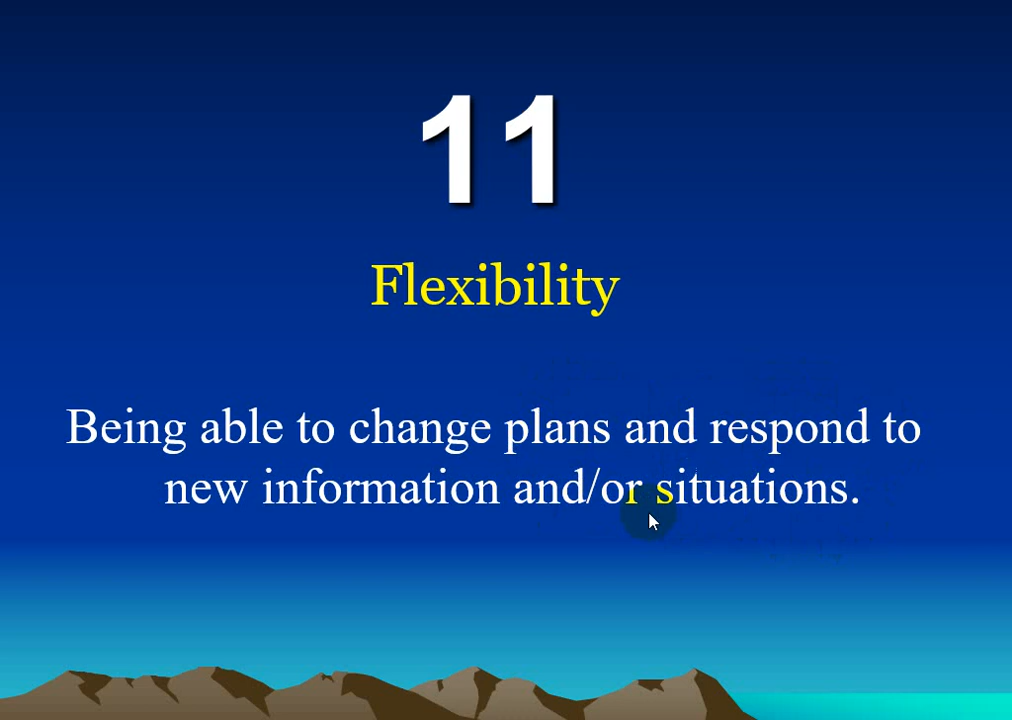 11
Flexibility
Being able to change plans and respond to
new information and/or situations.